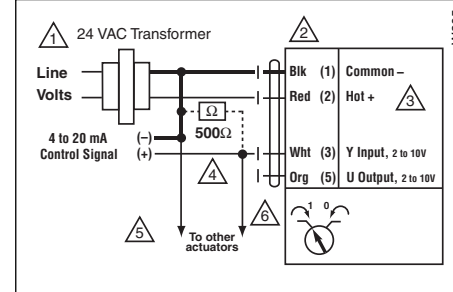 1 24 VAC Transformer 2
Line
Volts
Blk (1) Common –
Red (2) Hot + 3
Ω
500Ω
4 to 20 mA (–)
Control Signal (+)
Wht (3) Y Input, 2 to 10V
Org (5) U Output, 2 to 10V
4
5
6
To other
actuators
1 0